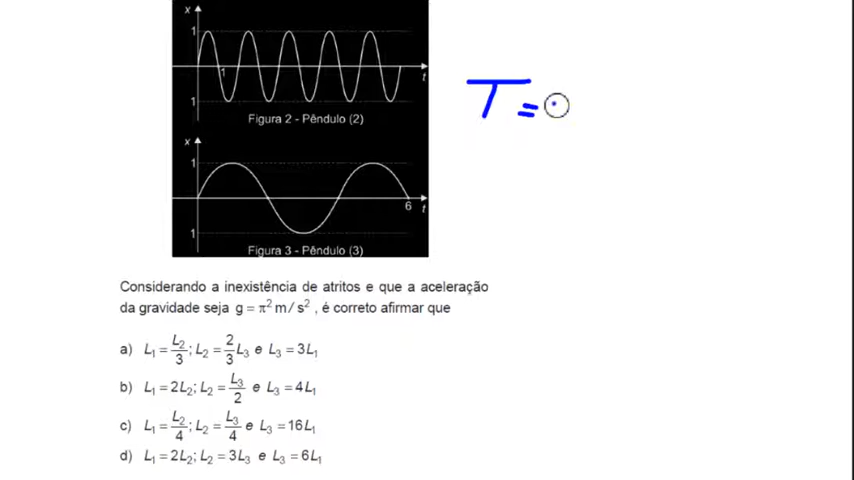 x
1
1
t
1
Figura 2 - Pêndulo (2)
x
1
6 t
1
Figura 3 - Pêndulo (3)
T =
Considerando a inexistência de atritos e que a aceleração
da gravidade seja g = π² m/s² , é correto afirmar que
a) L₁ = L₂/3 ; L₂ = 2/3 L₃ e L₃ = 3L₁
b) L₁ = 2L₂; L₂ = L₃/2 e L₃ = 4L₁
c) L₁ = L₂/4 ; L₂ = L₃/4 e L₃ = 16L₁
d) L₁ = 2L₂; L₂ = 3L₃ e L₃ = 6L₁